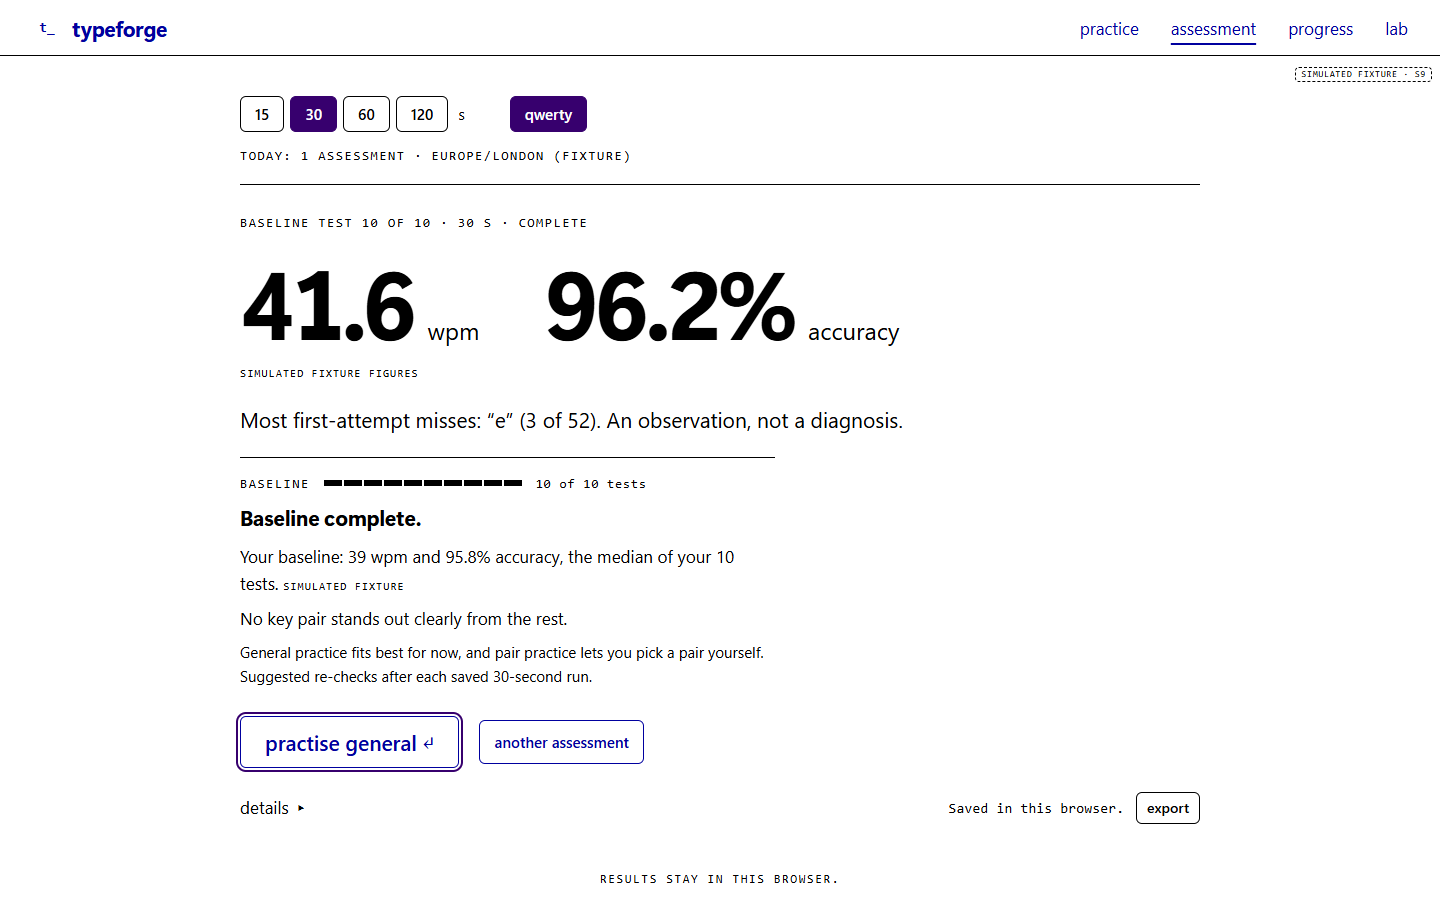 t_ typeforge practice assessment progress lab
SIMULATED FIXTURE · S9
15 30 60 120 s qwerty
TODAY: 1 ASSESSMENT · EUROPE/LONDON (FIXTURE)
BASELINE TEST 10 OF 10 · 30 S · COMPLETE
41.6 wpm 96.2% accuracy
SIMULATED FIXTURE FIGURES
Most first-attempt misses: “e” (3 of 52). An observation, not a diagnosis.
BASELINE 10 of 10 tests
Baseline complete.
Your baseline: 39 wpm and 95.8% accuracy, the median of your 10
tests. SIMULATED FIXTURE
No key pair stands out clearly from the rest.
General practice fits best for now, and pair practice lets you pick a pair yourself.
Suggested re-checks after each saved 30-second run.
practise general ↵ another assessment
details ▸ Saved in this browser. export
RESULTS STAY IN THIS BROWSER.